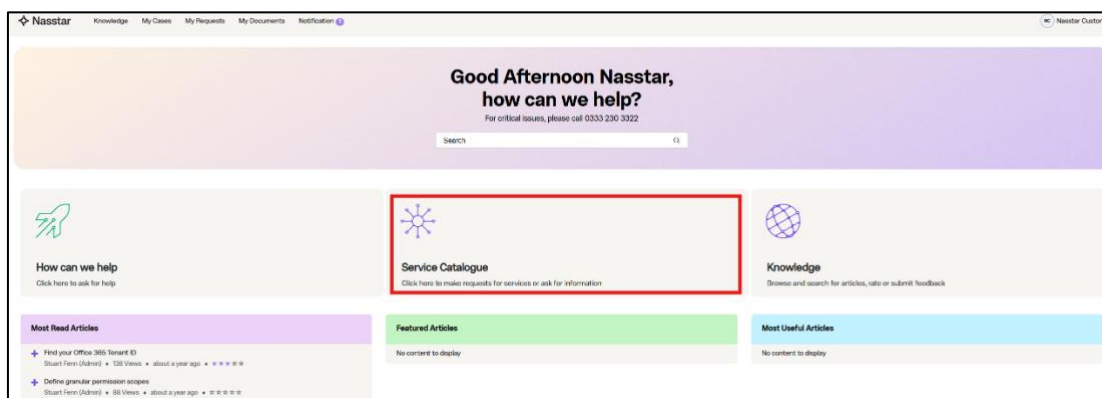 Nasstar
Knowledge
My Cases
My Requests
My Documents
Notification
NC
Nasstar Custor
Good Afternoon Nasstar,
how can we help?
For critical issues, please call 0333 230 3322
Search
How can we help
Click here to ask for help
Service Catalogue
Click here to make requests for services or ask for information
Knowledge
Browse and search for articles, rate or submit feedback
Most Read Articles
Find your Office 365 Tenant ID
Stuart Fenn (Admin) • 138 Views • about a year ago •
Define granular permission scopes
Stuart Fenn (Admin) • 88 Views • about a year ago •
Featured Articles
No content to display
Most Useful Articles
No content to display